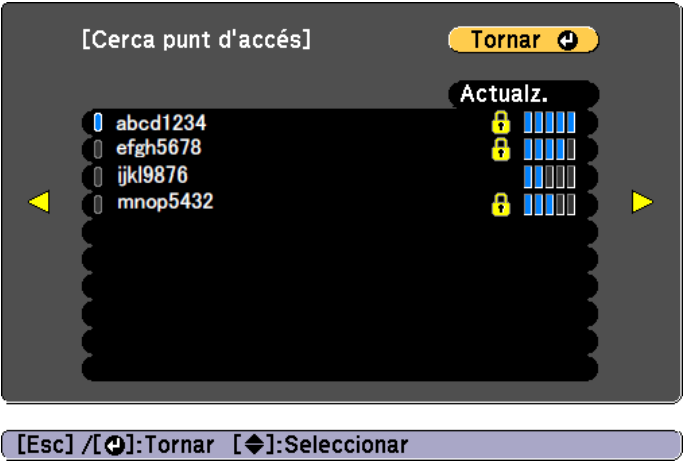 [Cerca punt d'accés]
Tornar
Actualz.
abcd1234
efgh5678
ijkl9876
mnop5432
[Esc] /[⏎]:Tornar [◆]:Seleccionar